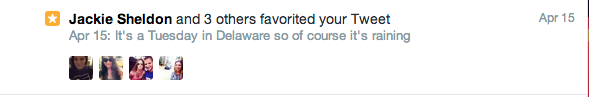 Jackie Sheldon and 3 others favorited your Tweet Apr 15
Apr 15: It's a Tuesday in Delaware so of course it's raining